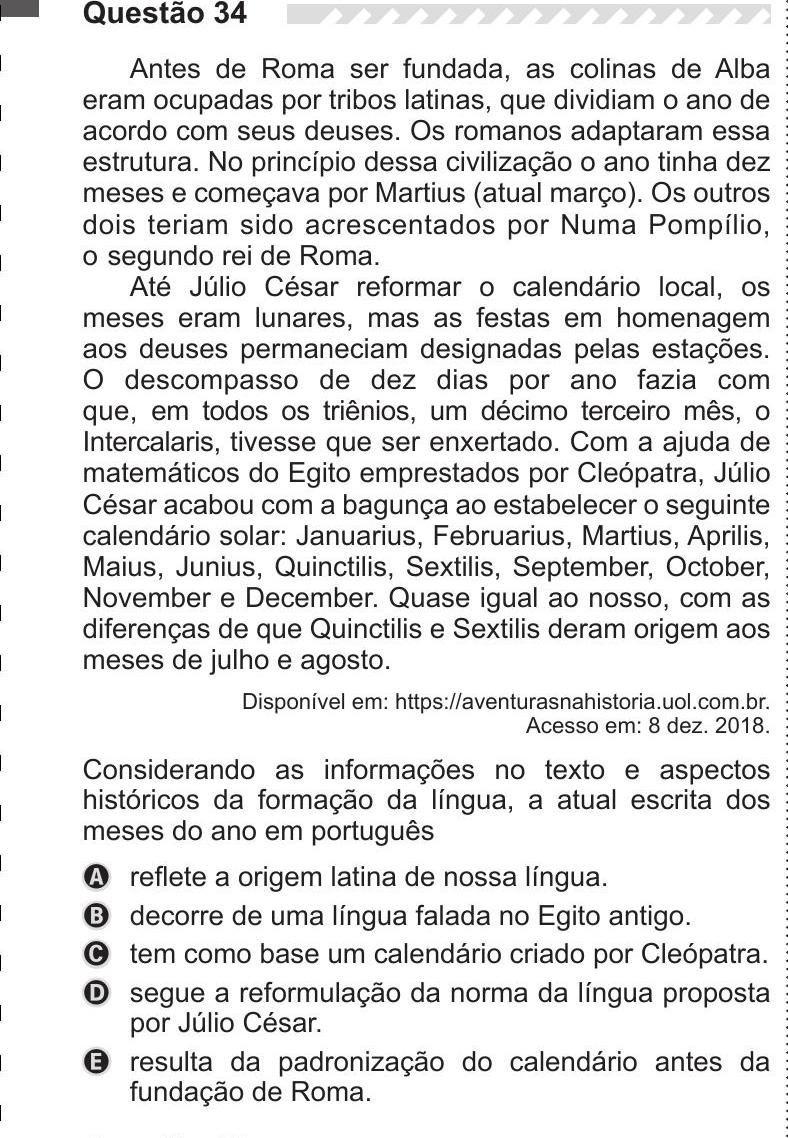 Questão 34
Antes de Roma ser fundada, as colinas de Alba
eram ocupadas por tribos latinas, que dividiam o ano de
acordo com seus deuses. Os romanos adaptaram essa
estrutura. No princípio dessa civilização o ano tinha dez
meses e começava por Martius (atual março). Os outros
dois teriam sido acrescentados por Numa Pompílio,
o segundo rei de Roma.
Até Júlio César reformar o calendário local, os
meses eram lunares, mas as festas em homenagem
aos deuses permaneciam designadas pelas estações.
O descompasso de dez dias por ano fazia com
que, em todos os triênios, um décimo terceiro mês, o
Intercalaris, tivesse que ser enxertado. Com a ajuda de
matemáticos do Egito emprestados por Cleópatra, Júlio
César acabou com a bagunça ao estabelecer o seguinte
calendário solar: Januarius, Februarius, Martius, Aprilis,
Maius, Junius, Quinctilis, Sextilis, September, October,
November e December. Quase igual ao nosso, com as
diferenças de que Quinctilis e Sextilis deram origem aos
meses de julho e agosto.
Disponível em: https://aventurasnahistoria.uol.com.br.
Acesso em: 8 dez. 2018.
Considerando as informações no texto e aspectos
históricos da formação da língua, a atual escrita dos
meses do ano em português
A reflete a origem latina de nossa língua.
B decorre de uma língua falada no Egito antigo.
C tem como base um calendário criado por Cleópatra.
D segue a reformulação da norma da língua proposta
por Júlio César.
E resulta da padronização do calendário antes da
fundação de Roma.